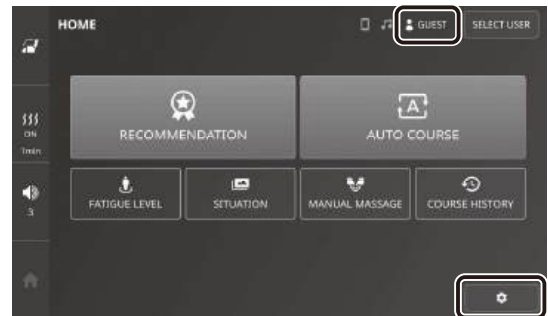 HOME
GUEST
SELECT USER
ON
1min
3
RECOMMENDATION
A
AUTO COURSE
FATIGUE LEVEL
SITUATION
MANUAL MASSAGE
COURSE HISTORY